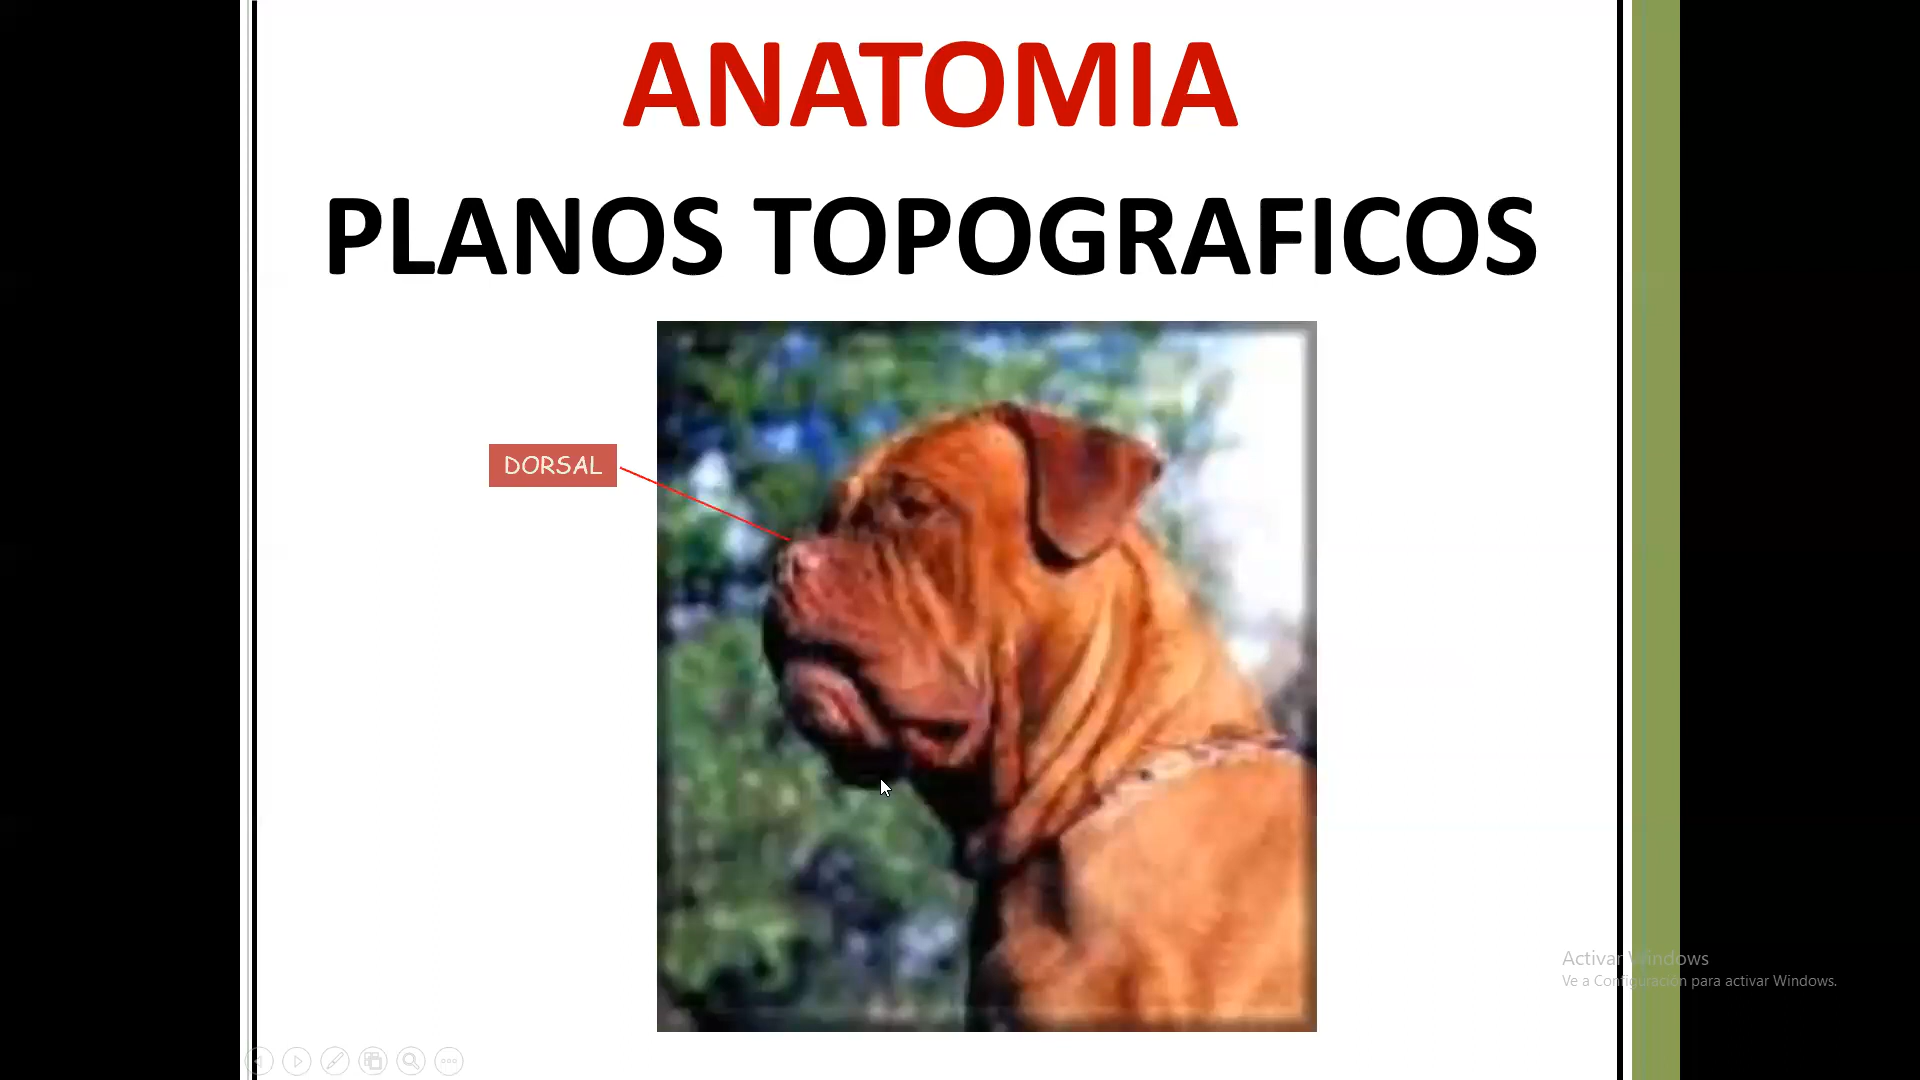 ANATOMIA
PLANOS TOPOGRAFICOS
DORSAL
Activar Windows
Ve a Configuración para activar Windows.